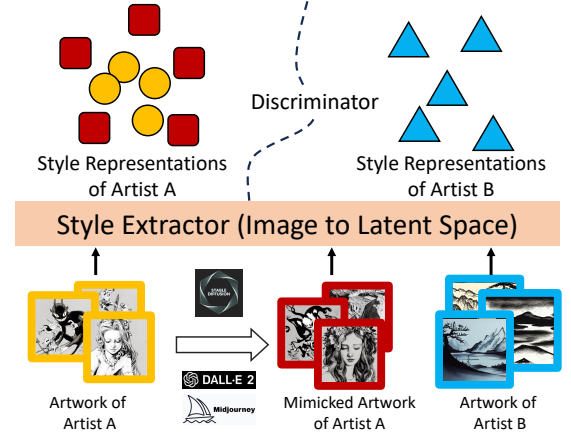 Discriminator
Style Representations
of Artist A
Style Representations
of Artist B
Style Extractor (Image to Latent Space)
STABLE
DIFFUSION
DALL-E 2
Midjourney
Artwork of
Artist A
Mimicked Artwork
of Artist A
Artwork of
Artist B